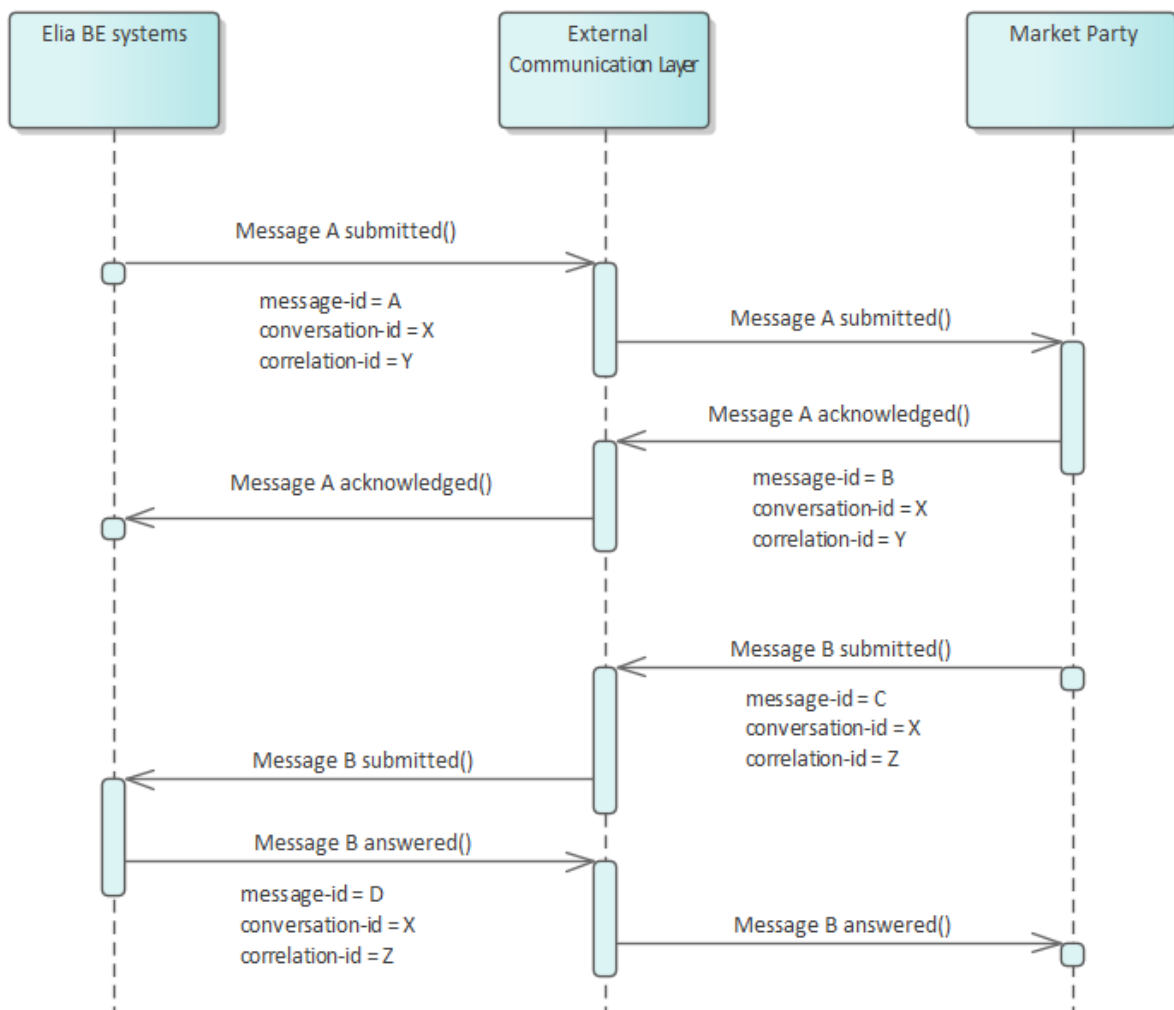 Elia BE systems
External
Communication Layer
Market Party
Message A submitted()
message-id = A
conversation-id = X
correlation-id = Y
Message A submitted()
Message A acknowledged()
message-id = B
conversation-id = X
correlation-id = Y
Message A acknowledged()
Message B submitted()
message-id = C
conversation-id = X
correlation-id = Z
Message B submitted()
Message B answered()
message-id = D
conversation-id = X
correlation-id = Z
Message B answered()